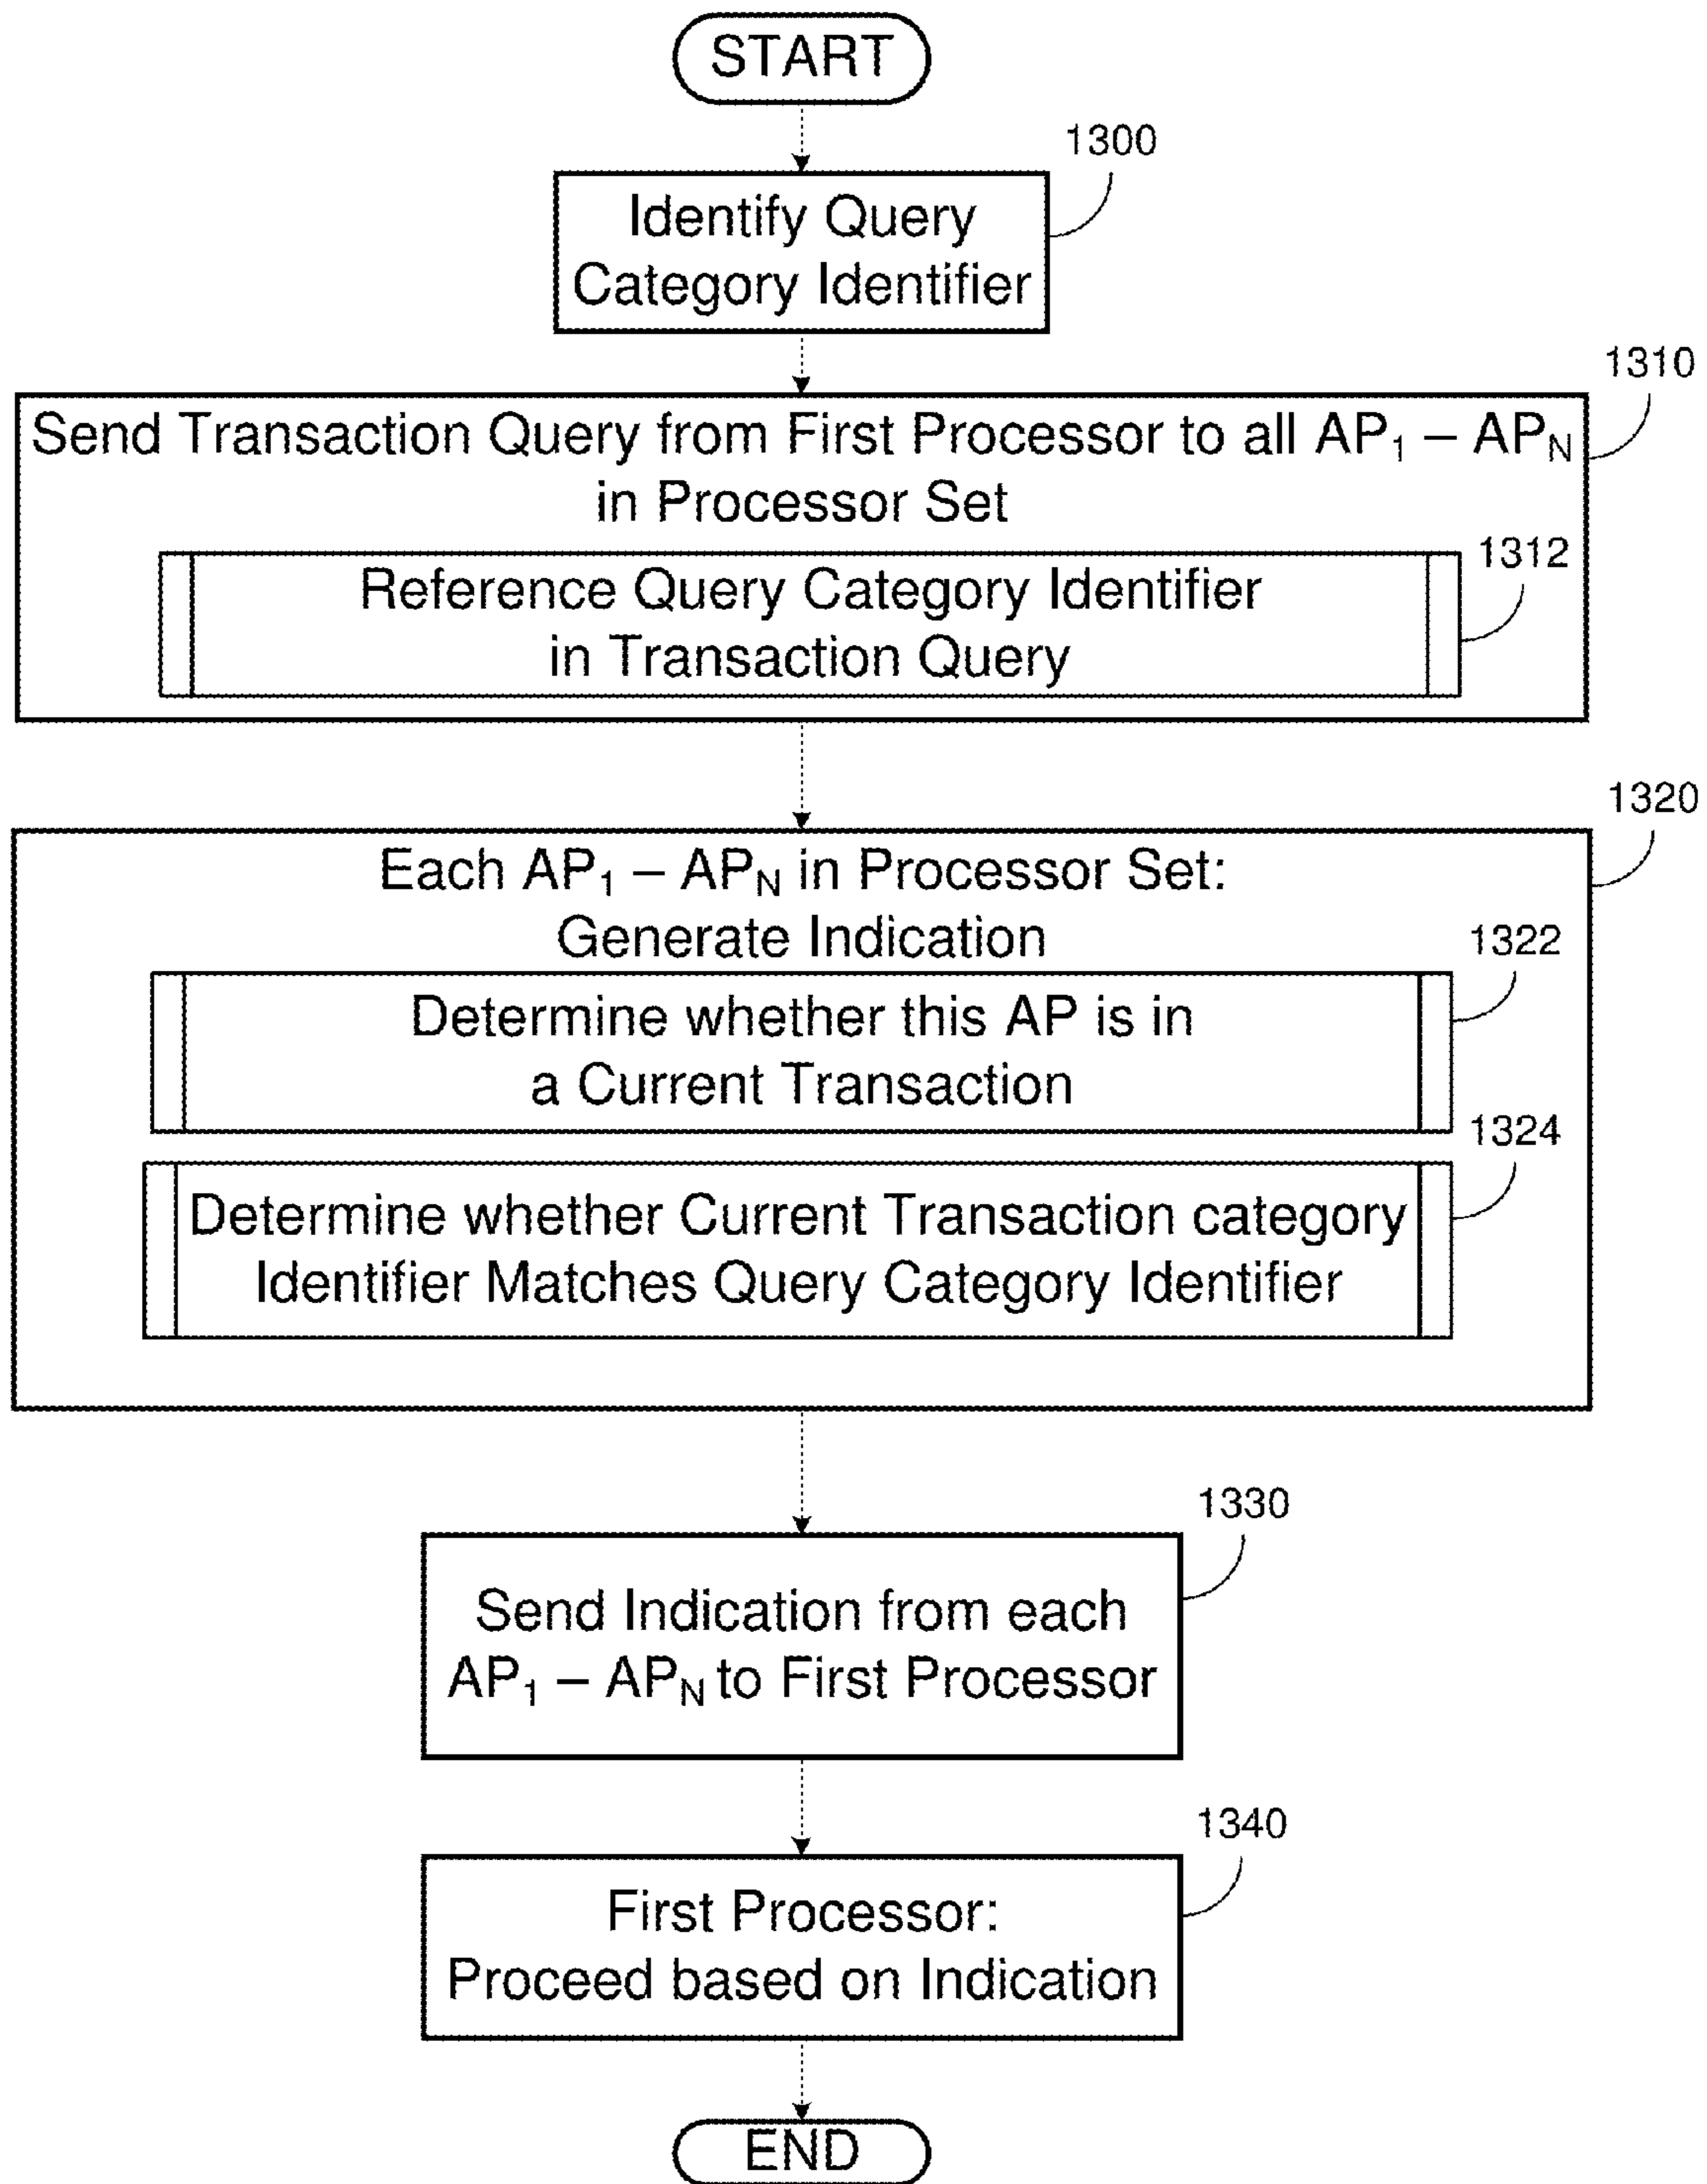 START
1300
Identify Query
Category Identifier
1310
Send Transaction Query from First Processor to all AP₁ – APN
in Processor Set
1312
Reference Query Category Identifier
in Transaction Query
1320
Each AP₁ – APN in Processor Set:
Generate Indication
1322
Determine whether this AP is in
a Current Transaction
1324
Determine whether Current Transaction category
Identifier Matches Query Category Identifier
1330
Send Indication from each
AP₁ – APN to First Processor
1340
First Processor:
Proceed based on Indication
END